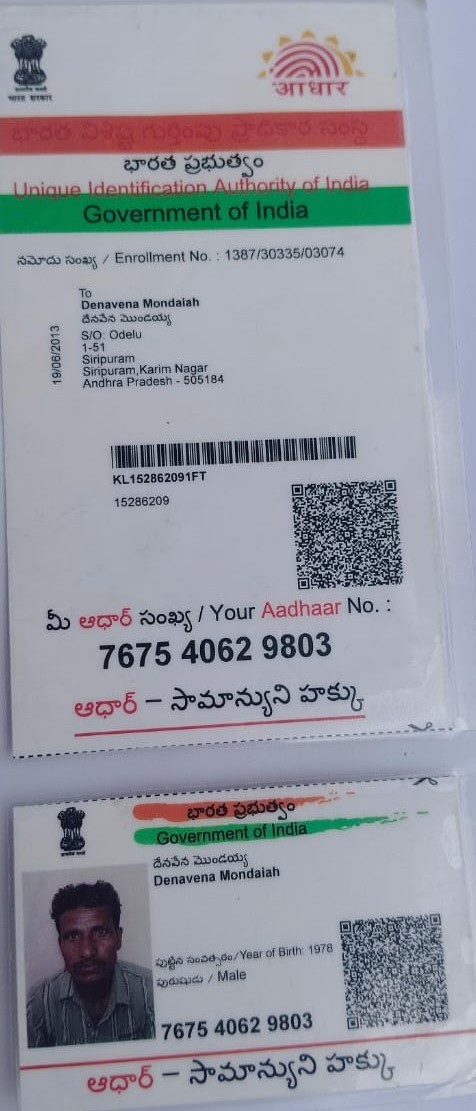 भारत सरकार
आधार
భారత విశిష్ట గుర్తింపు ప్రాధికార సంస్థ
భారత ప్రభుత్వం
Unique Identification Authority of India
Government of India
నమోదు సంఖ్య / Enrollment No. : 1387/30335/03074
19/06/2013
To
Denavena Mondaiah
దేనవేన మొండయ్య
S/O: Odelu
1-51
Siripuram
Siripuram,Karim Nagar
Andhra Pradesh - 505184
KL152862091FT
15286209
మీ ఆధార్ సంఖ్య / Your Aadhaar No. :
7675 4062 9803
ఆధార్ – సామాన్యుని హక్కు
భారత ప్రభుత్వం
Government of India
దేనవేన మొండయ్య
Denavena Mondaiah
పుట్టిన సంవత్సరం/Year of Birth: 1978
పురుషుడు / Male
7675 4062 9803
ఆధార్ – సామాన్యుని హక్కు